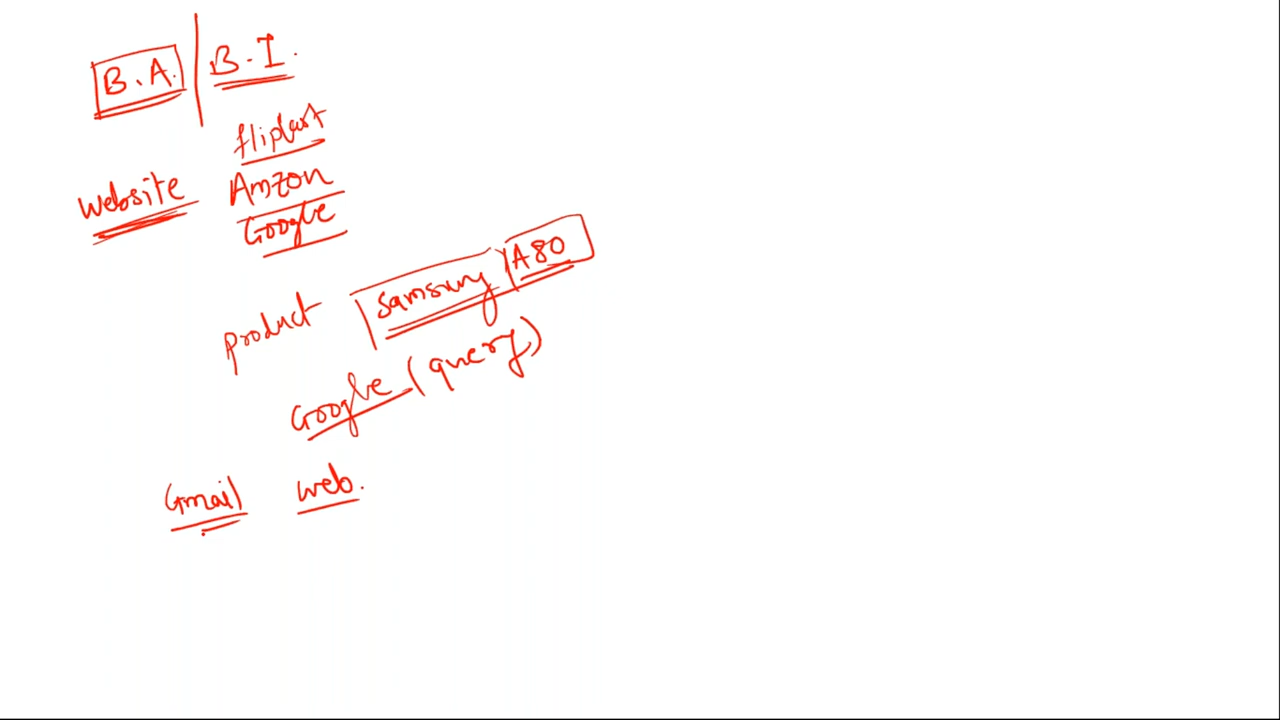 B.A. B.I.
flipkart
website Amzon
Google
product Samsung A80
Google (query)
Gmail web.